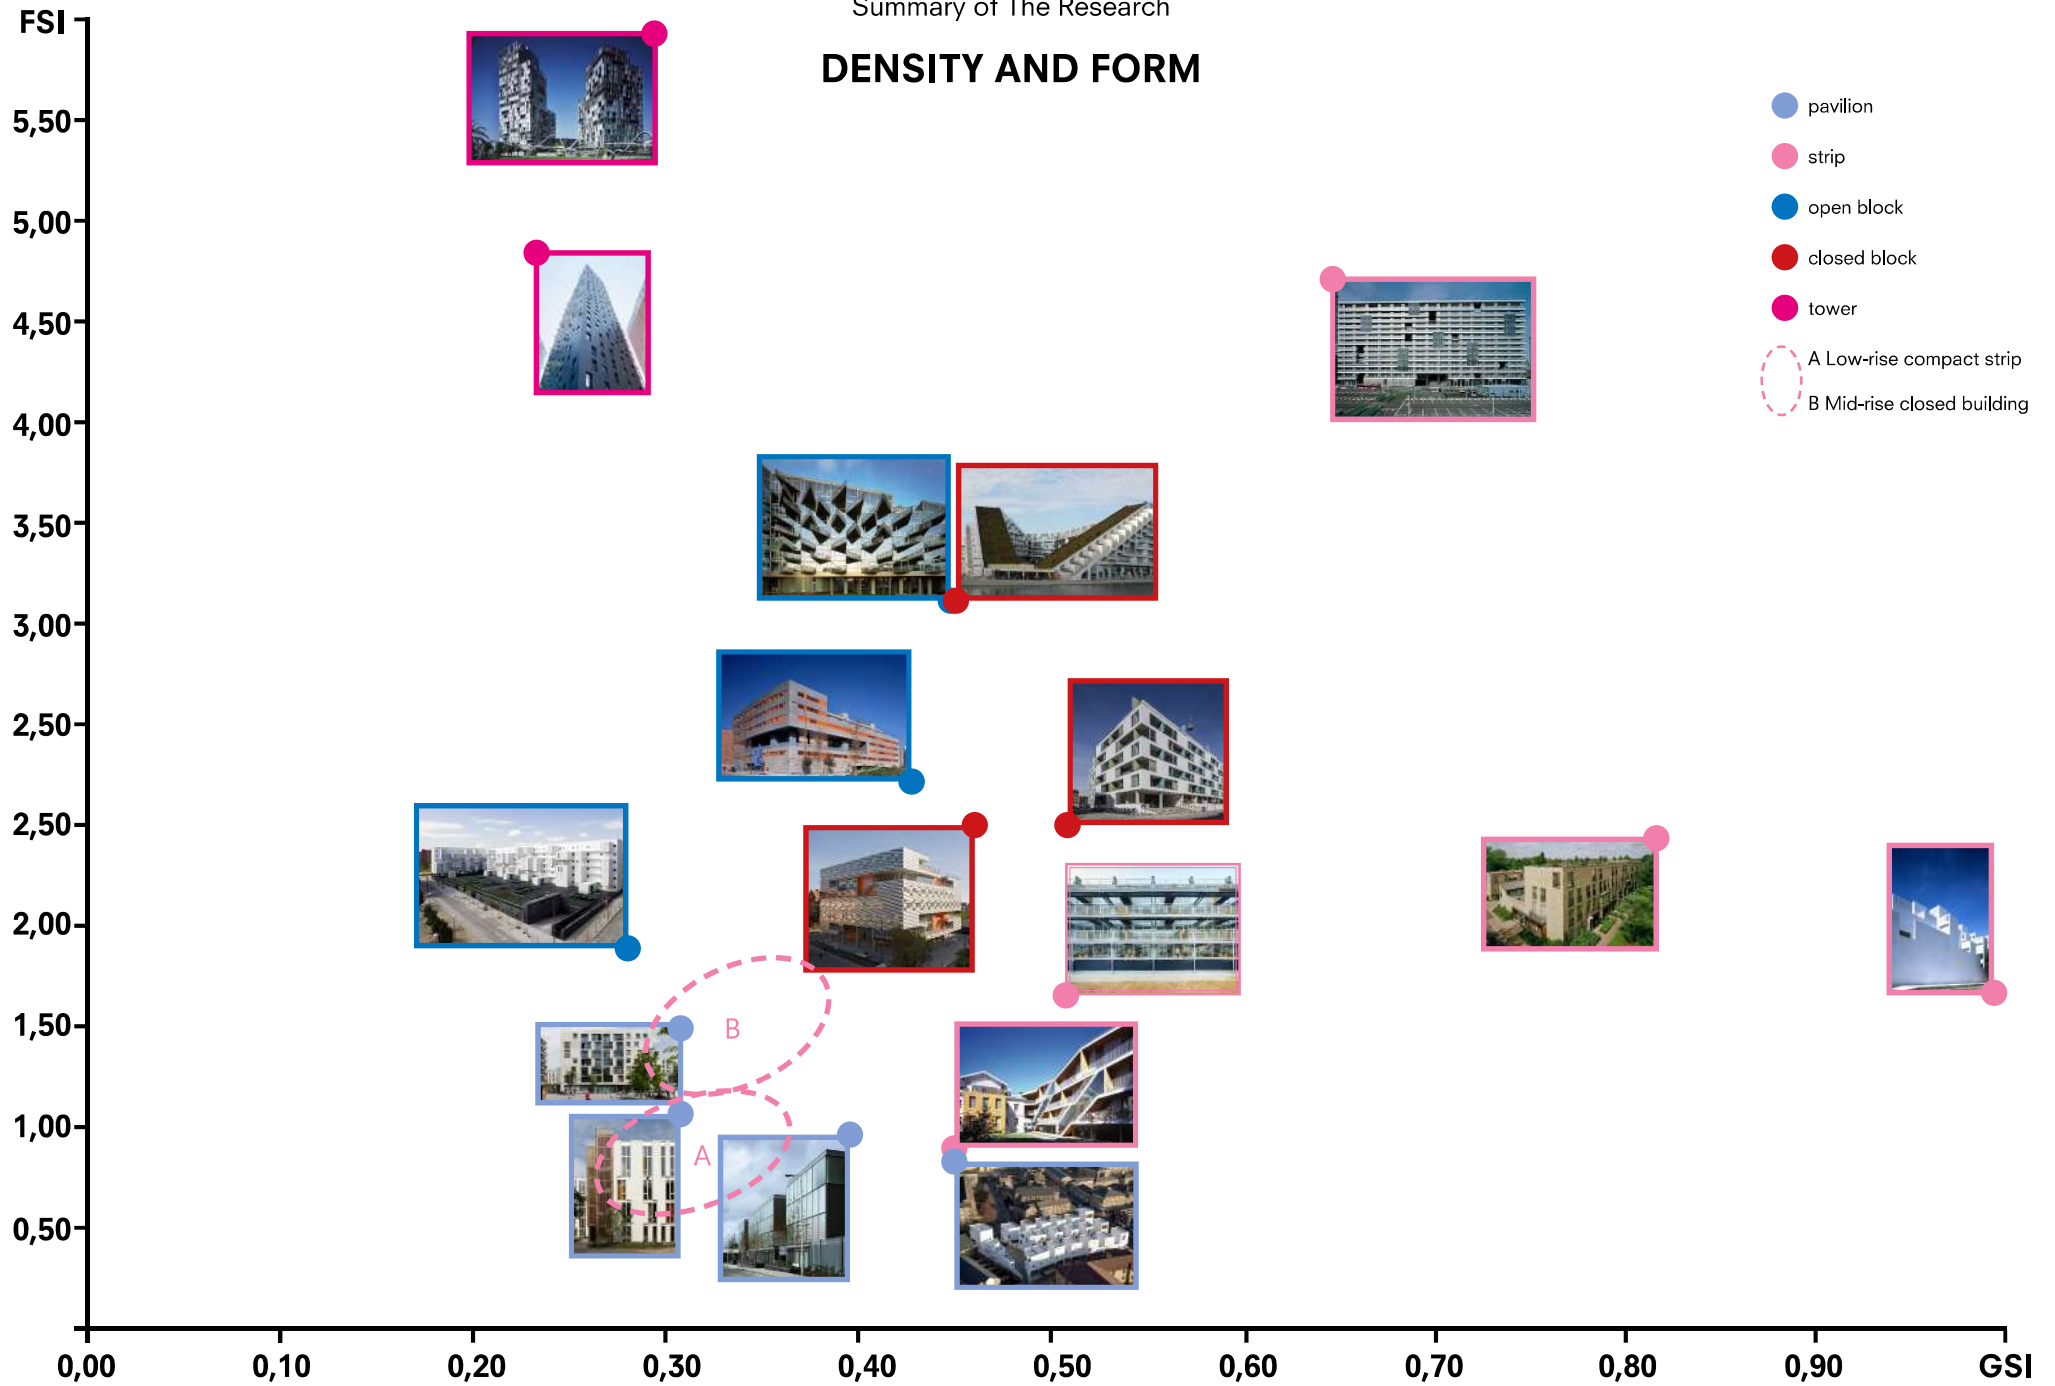 Summary of The Research
DENSITY AND FORM
FSI
5,50
5,00
4,50
4,00
3,50
3,00
2,50
2,50
2,00
1,50
1,00
0,50
pavilion
strip
open block
closed block
tower
A Low-rise compact strip
B Mid-rise closed building
B
A
0,00 0,10 0,20 0,30 0,40 0,50 0,60 0,70 0,80 0,90 GSI